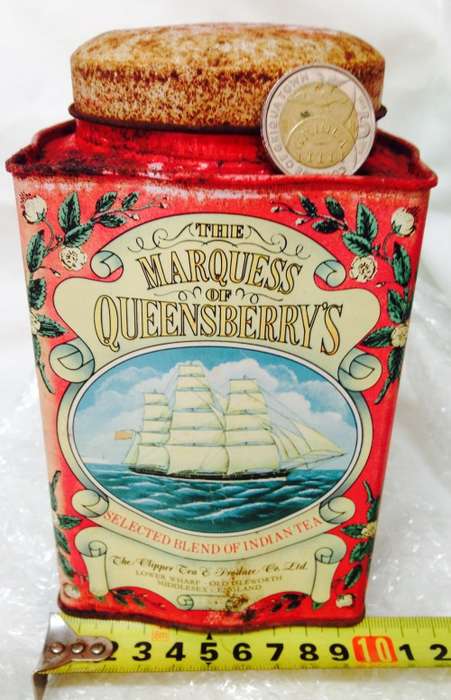 THE
MARQUESS
OF
QUEENSBERRY'S
SELECTED BLEND OF INDIAN TEA
The Clipper Tea & Produce Co. Ltd.
LOWER WHARF · OLD ISLEWORTH
MIDDLESEX · ENGLAND
2 3 4 5 6 7 8 9 10 1 2